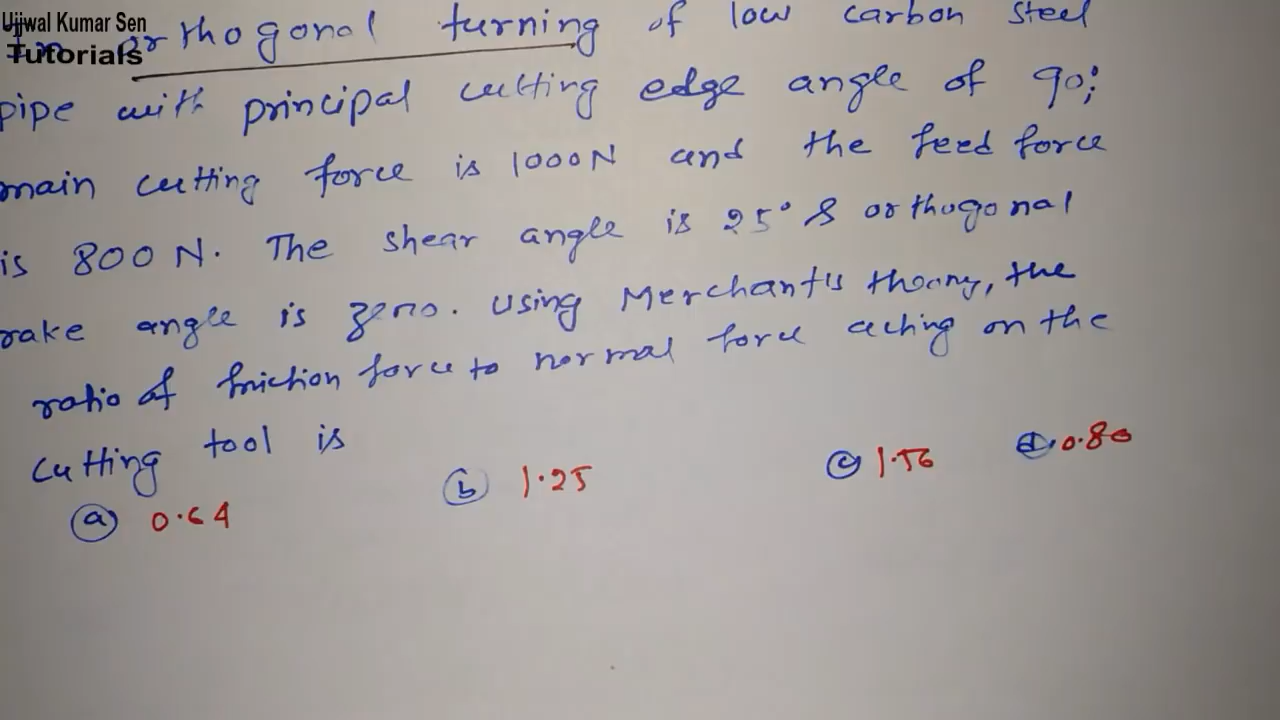 Ujjwal Kumar Sen
Tutorials
In orthogonal turning of low carbon steel
pipe with principal cutting edge angle of 90°;
main cutting force is 1000N and the feed force
is 800 N. The shear angle is 25° & orthogonal
rake angle is zero. using Merchant's theory, the
ratio of friction force to normal force acting on the
cutting tool is
(a) 0.64 (b) 1.25 (c) 1.56 (d) 0.80